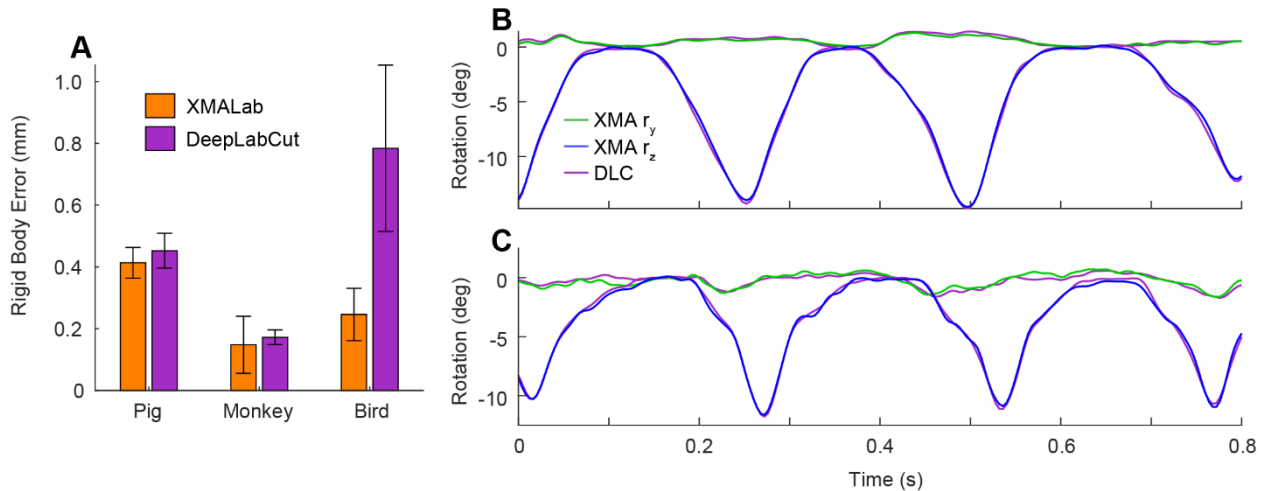 A
Rigid Body Error (mm)
1.0
0.8
0.6
0.4
0.2
0
XMALab
DeepLabCut
Pig Monkey Bird
B
Rotation (deg)
0
-5
-10
XMA ry
XMA rz
DLC
C
Rotation (deg)
0
-5
-10
0 0.2 0.4 0.6 0.8
Time (s)